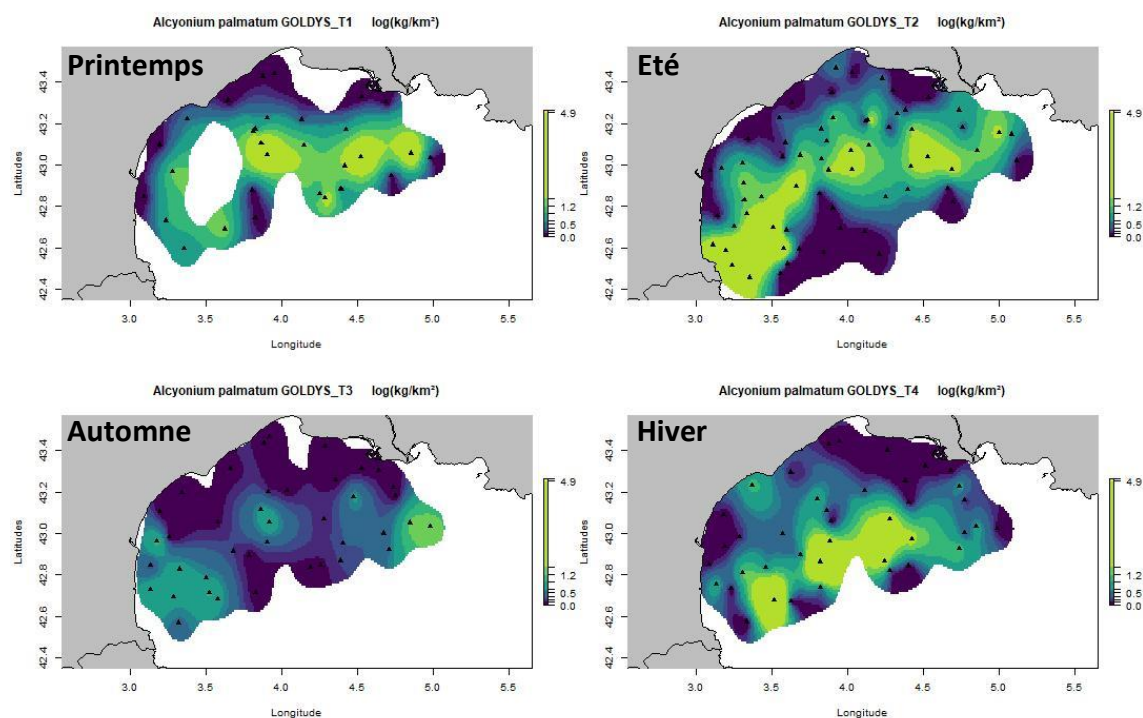 Alcyonium palmatum GOLDYS_T1 log(kg/km²)
Printemps
43.4
43.2
43.0
42.8
42.6
42.4
Latitudes
3.0 3.5 4.0 4.5 5.0 5.5
Longitude
4.9
1.2
0.5
0.0
Alcyonium palmatum GOLDYS_T2 log(kg/km²)
Eté
43.4
43.2
43.0
42.8
42.6
42.4
Latitudes
3.0 3.5 4.0 4.5 5.0 5.5
Longitude
4.9
1.2
0.5
0.0
Alcyonium palmatum GOLDYS_T3 log(kg/km²)
Automne
43.4
43.2
43.0
42.8
42.6
42.4
Latitudes
3.0 3.5 4.0 4.5 5.0 5.5
Longitude
4.9
1.2
0.5
0.0
Alcyonium palmatum GOLDYS_T4 log(kg/km²)
Hiver
43.4
43.2
43.0
42.8
42.6
42.4
Latitudes
3.0 3.5 4.0 4.5 5.0 5.5
Longitude
4.9
1.2
0.5
0.0